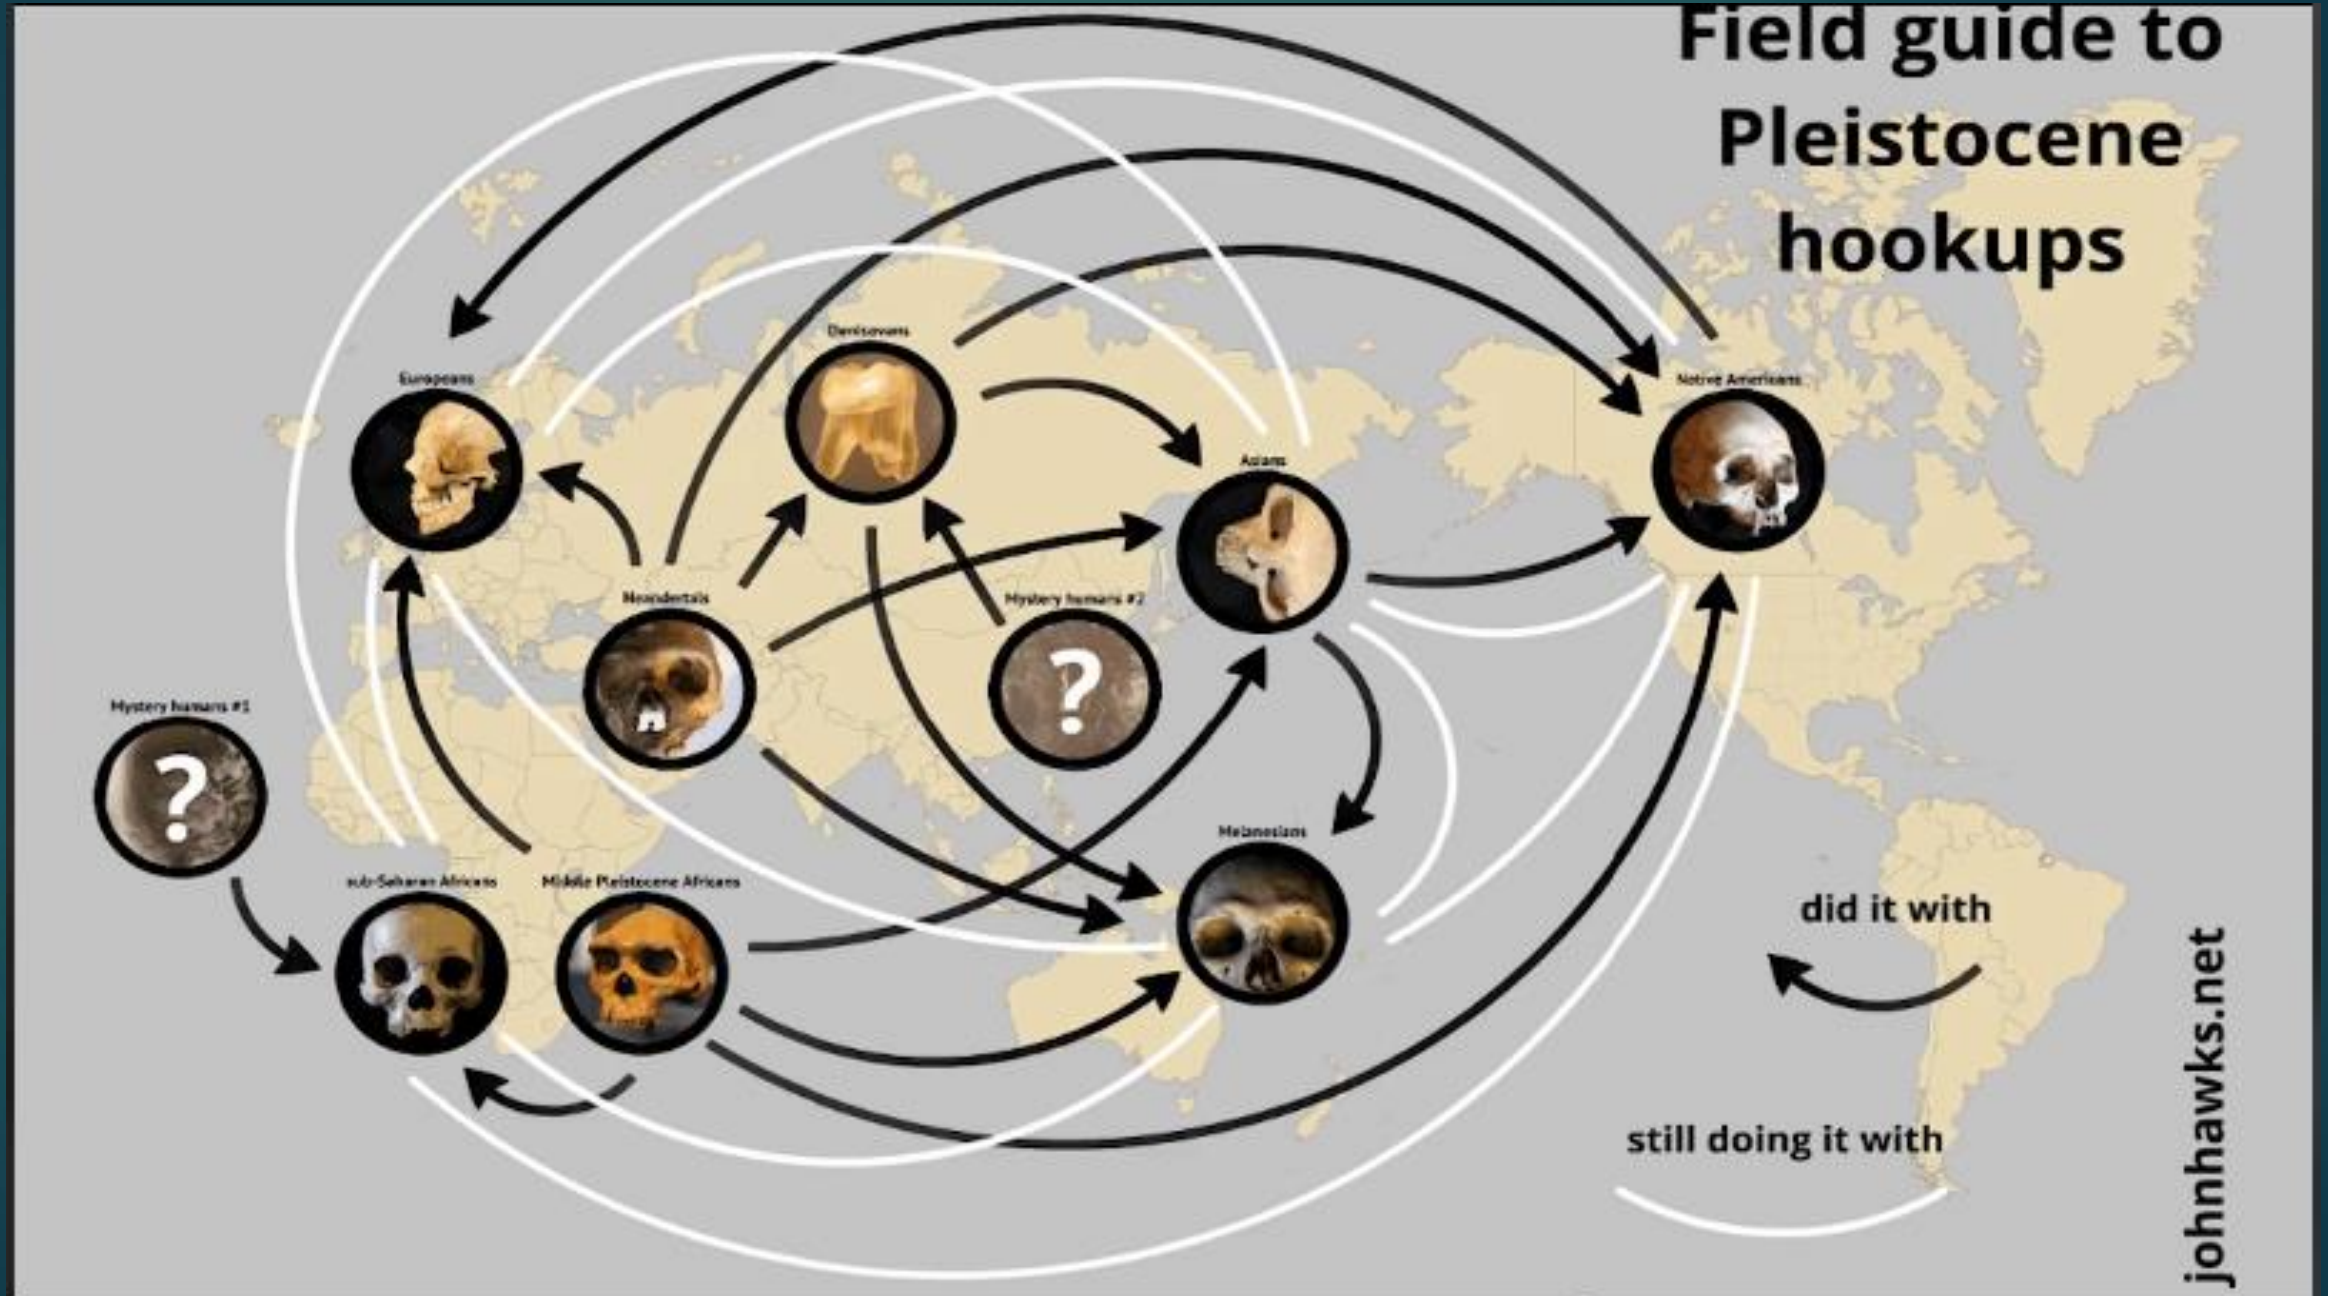 Field guide to
Pleistocene
hookups
Denisovans
Europeans
Native Americans
Asians
Neandertals
Mystery humans #2
Mystery humans #1
Melanesians
sub-Saharan Africans
Middle Pleistocene Africans
?
?
did it with
still doing it with
johnhawks.net